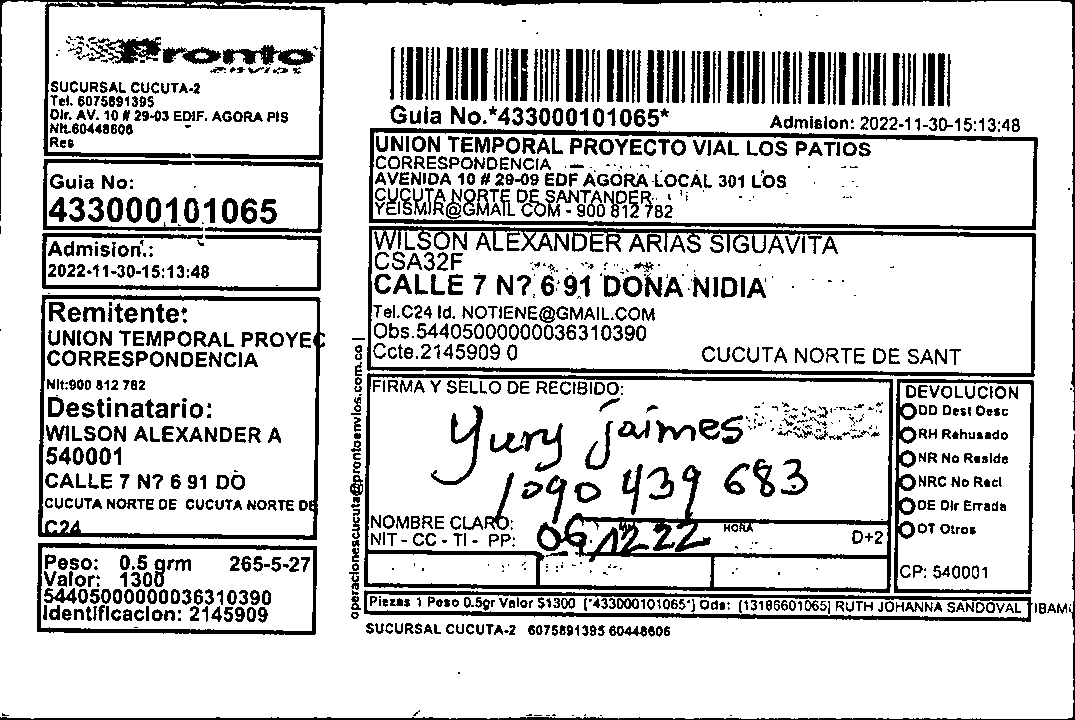 Pronto
envios
SUCURSAL CUCUTA-2
Tel. 6075891395
Dir. AV. 10 # 29-03 EDIF. AGORA PIS
Nit.60448606
Res
Guia No:
433000101065
Admision.:
2022-11-30-15:13:48
Remitente:
UNION TEMPORAL PROYEC
CORRESPONDENCIA
Nit:900 812 782
Destinatario:
WILSON ALEXANDER A
540001
CALLE 7 N? 6 91 DO
CUCUTA NORTE DE CUCUTA NORTE DE
C24
Peso: 0.5 grm 265-5-27
Valor: 1300
54405000000036310390
Identificacion: 2145909
operacionescucuta@prontoenvios.com.co
Guia No.*433000101065*
Admision: 2022-11-30-15:13:48
UNION TEMPORAL PROYECTO VIAL LOS PATIOS
CORRESPONDENCIA
AVENIDA 10 # 29-09 EDF AGORA LOCAL 301 LOS
CUCUTA NORTE DE SANTANDER
YEISMIR@GMAIL COM - 900 812 782
WILSON ALEXANDER ARIAS SIGUAVITA
CSA32F
CALLE 7 N? 6 91 DONA NIDIA
Tel.C24 Id. NOTIENE@GMAIL.COM
Obs.54405000000036310390
Ccte.2145909 0 CUCUTA NORTE DE SANT
FIRMA Y SELLO DE RECIBIDO:
Yury jaimes
1090 439 683
NOMBRE CLARO:
NIT - CC - TI - PP:
06/12 22
HORA
D+2
DEVOLUCION
DD Dest Desc
RH Rehusado
NR No Reside
NRC No Recl
DE Dir Errada
OT Otros
CP: 540001
Piezas 1 Peso 0.5gr Valor $1300 (*433000101065*) Ods: (13186601065) RUTH JOHANNA SANDOVAL TIBAM
SUCURSAL CUCUTA-2 6075891395 60448606